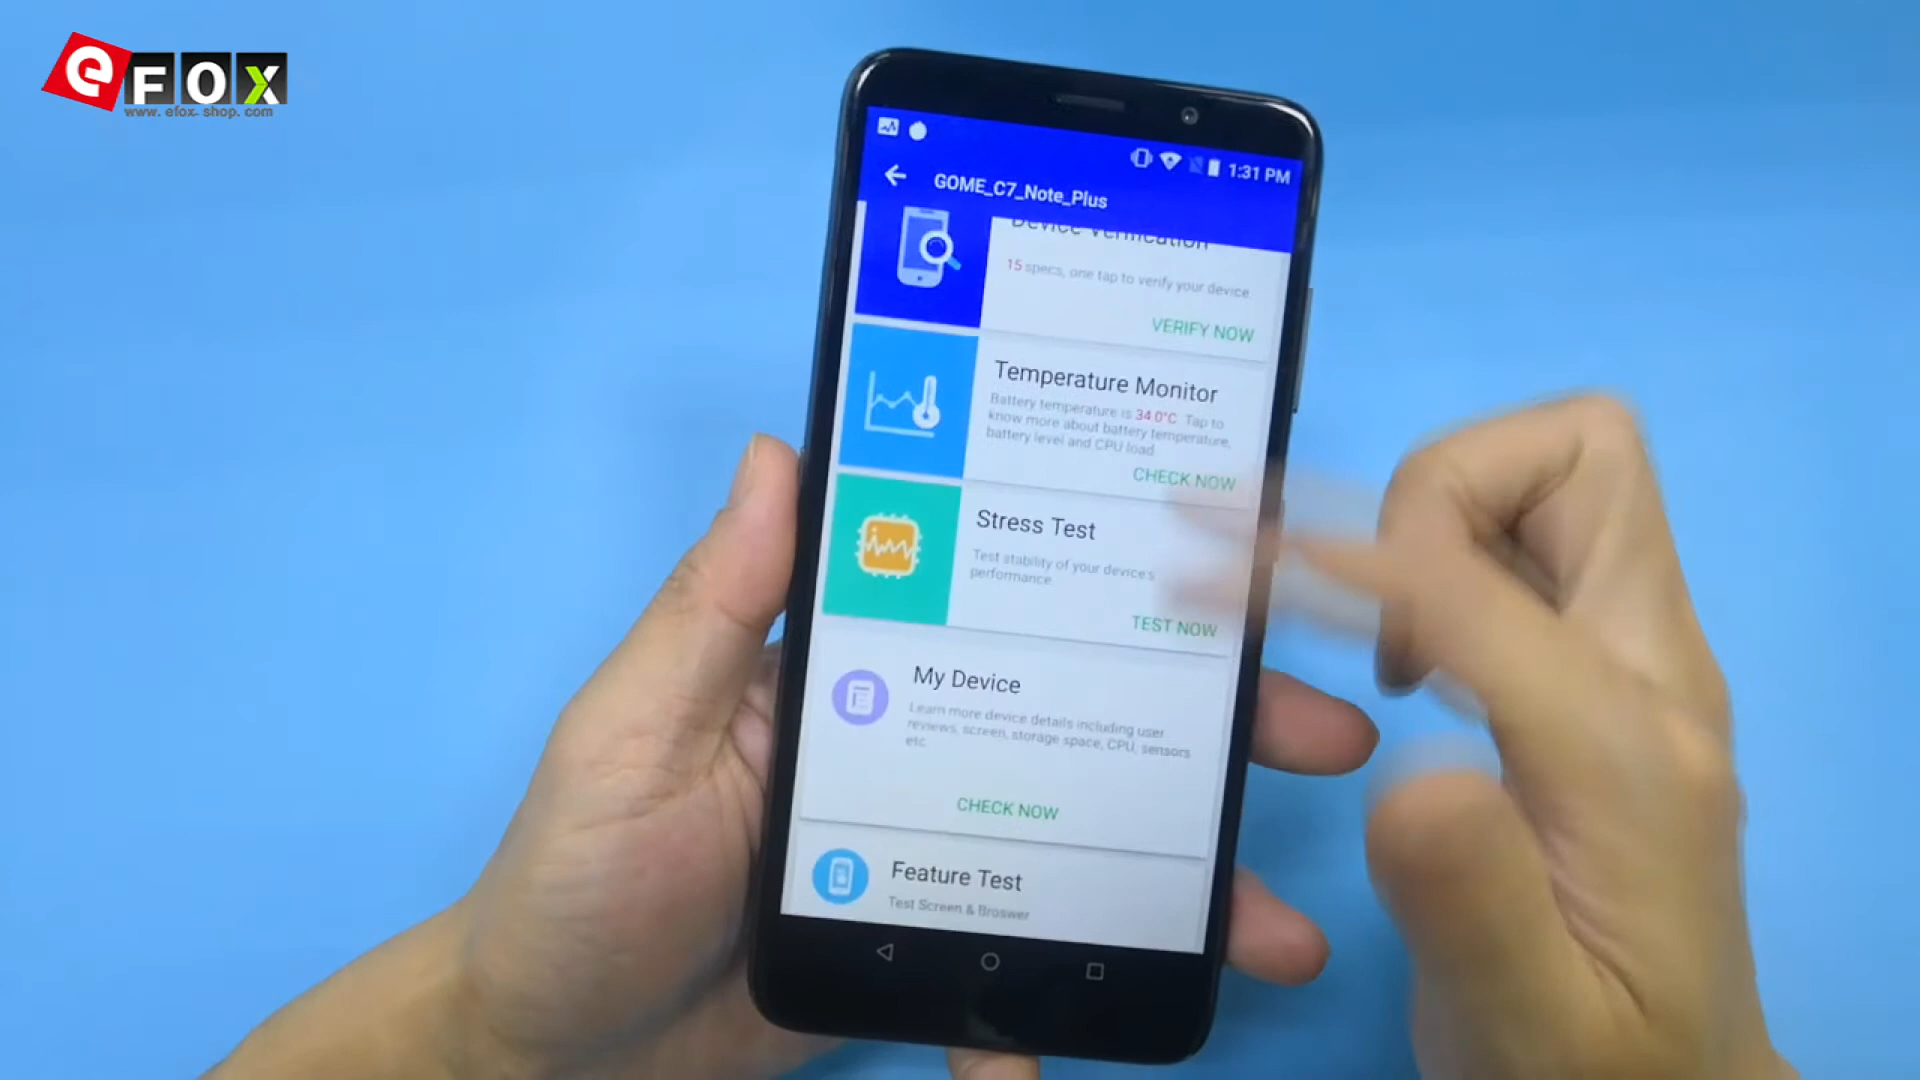 eFOX
www.efox-shop.com
1:31 PM
GOME_C7_Note_Plus
Device Verification
15 specs, one tap to verify your device.
VERIFY NOW
Temperature Monitor
Battery temperature is 34.0°C Tap to
know more about battery temperature,
battery level and CPU load
CHECK NOW
Stress Test
Test stability of your device's
performance
TEST NOW
My Device
Learn more device details including user
reviews, screen, storage space, CPU, sensors
etc.
CHECK NOW
Feature Test
Test Screen & Broswer